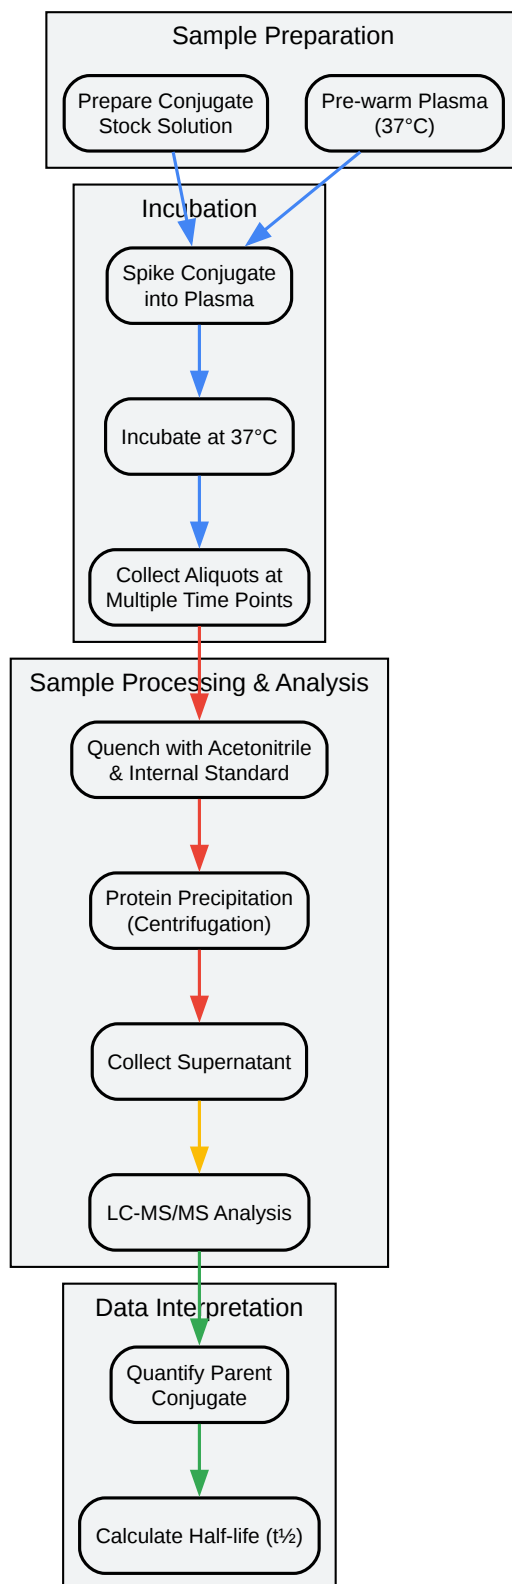 Sample Preparation
Prepare Conjugate
Stock Solution
Pre-warm Plasma
(37°C)
Incubation
Spike Conjugate
into Plasma
Incubate at 37°C
Collect Aliquots at
Multiple Time Points
Sample Processing & Analysis
Quench with Acetonitrile
& Internal Standard
Protein Precipitation
(Centrifugation)
Collect Supernatant
LC-MS/MS Analysis
Data Interpretation
Quantify Parent
Conjugate
Calculate Half-life (t½)